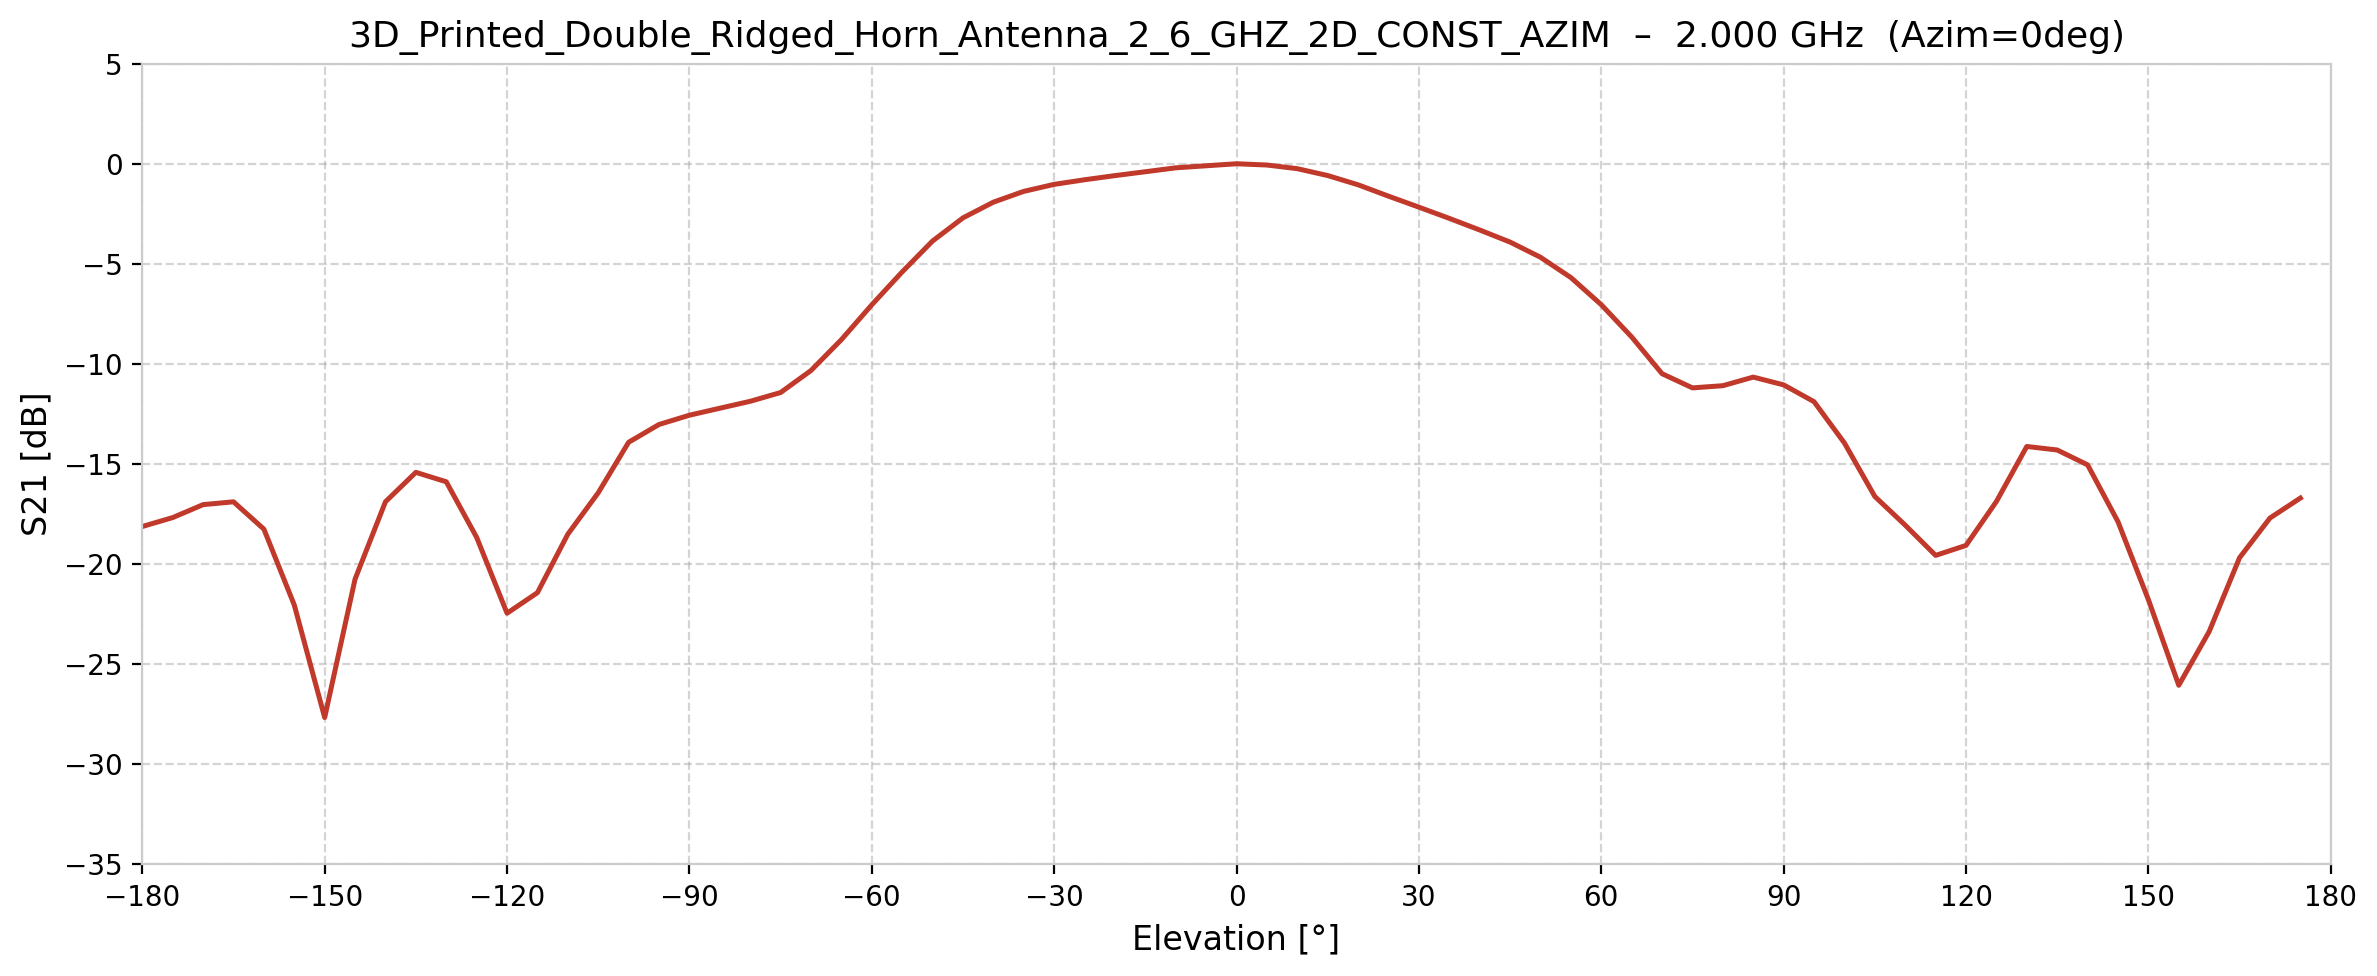 3D_Printed_Double_Ridged_Horn_Antenna_2_6_GHZ_2D_CONST_AZIM – 2.000 GHz (Azim=0deg)
5
0
−5
−10
−15
−20
−25
−30
−35
S21 [dB]
−180 −150 −120 −90 −60 −30 0 30 60 90 120 150 180
Elevation [°]